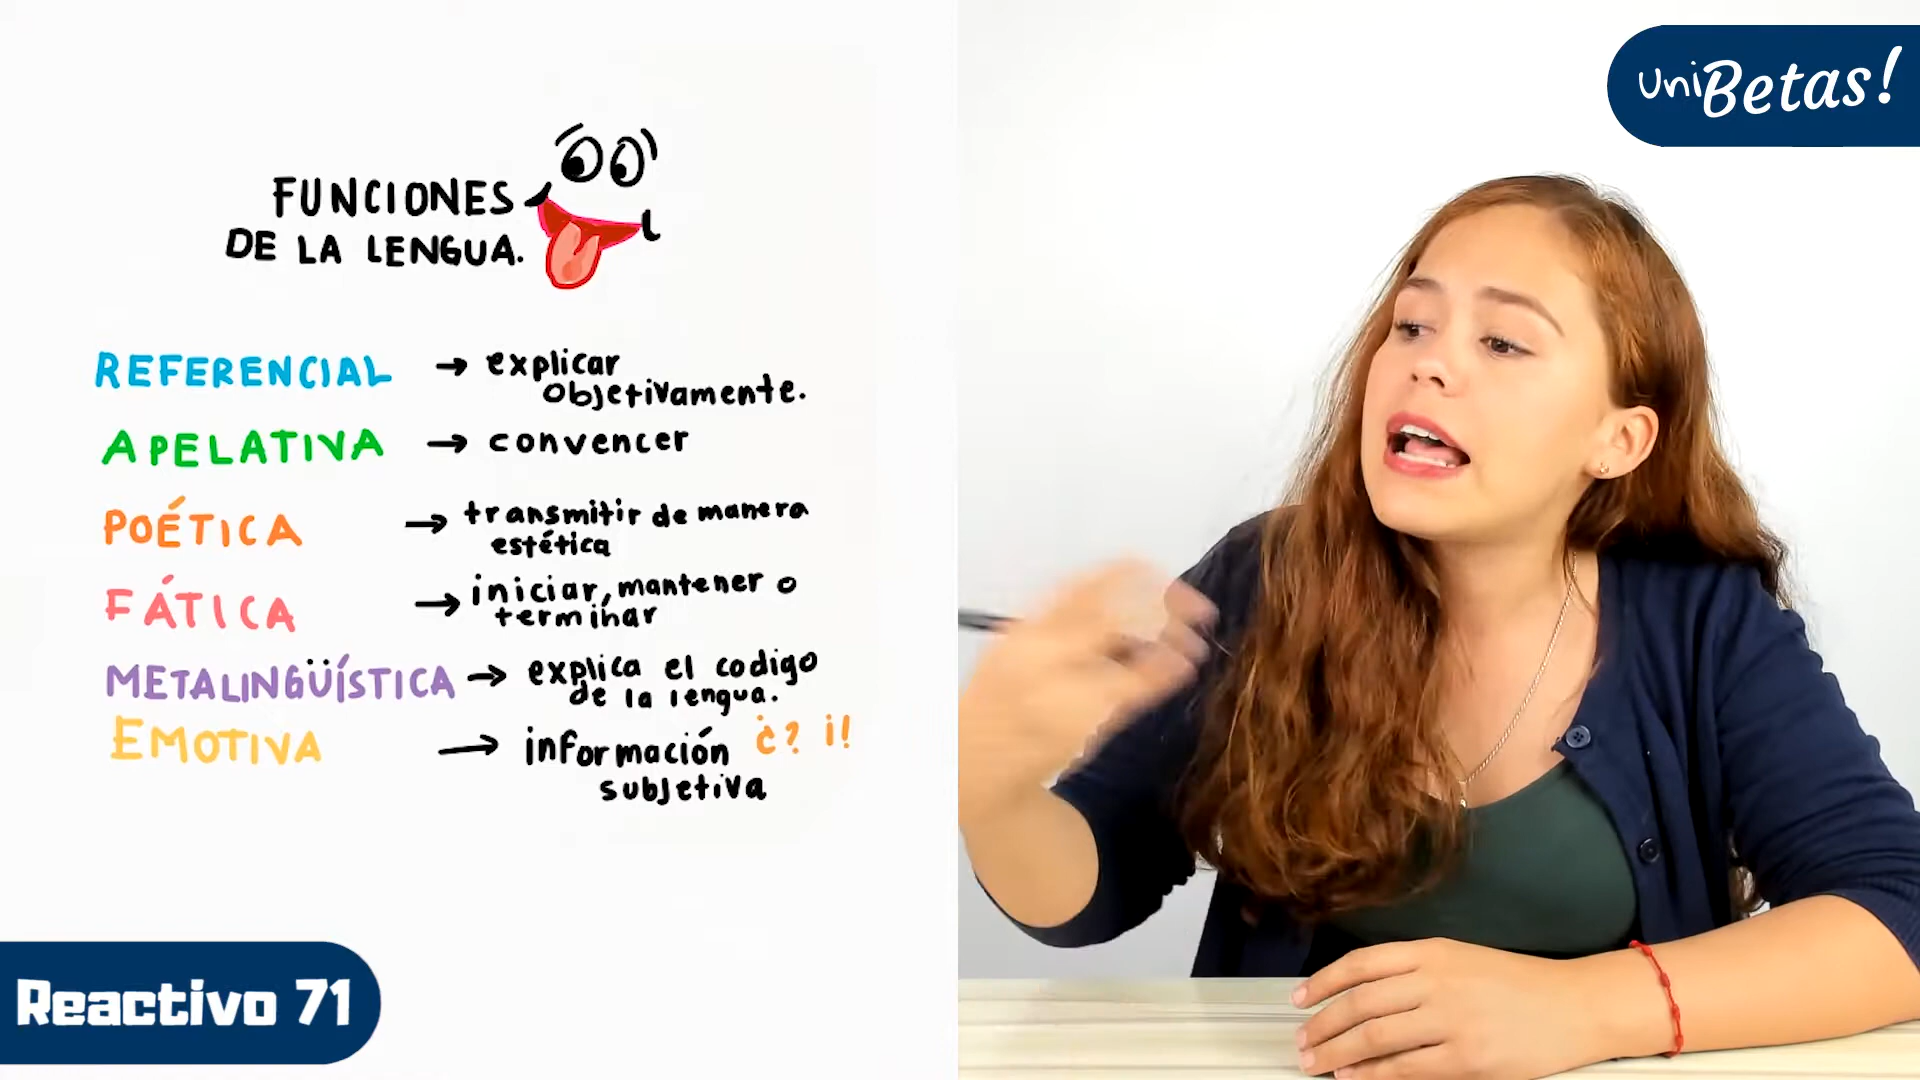 uniBetas!
FUNCIONES
DE LA LENGUA.
REFERENCIAL → explicar
objetivamente.
APELATIVA → convencer
POÉTICA → transmitir de manera
estética
FÁTICA → iniciar, mantener o
terminar
METALINGÜÍSTICA → explica el codigo
de la lengua.
EMOTIVA → información ¿? ¡!
subjetiva
Reactivo 71